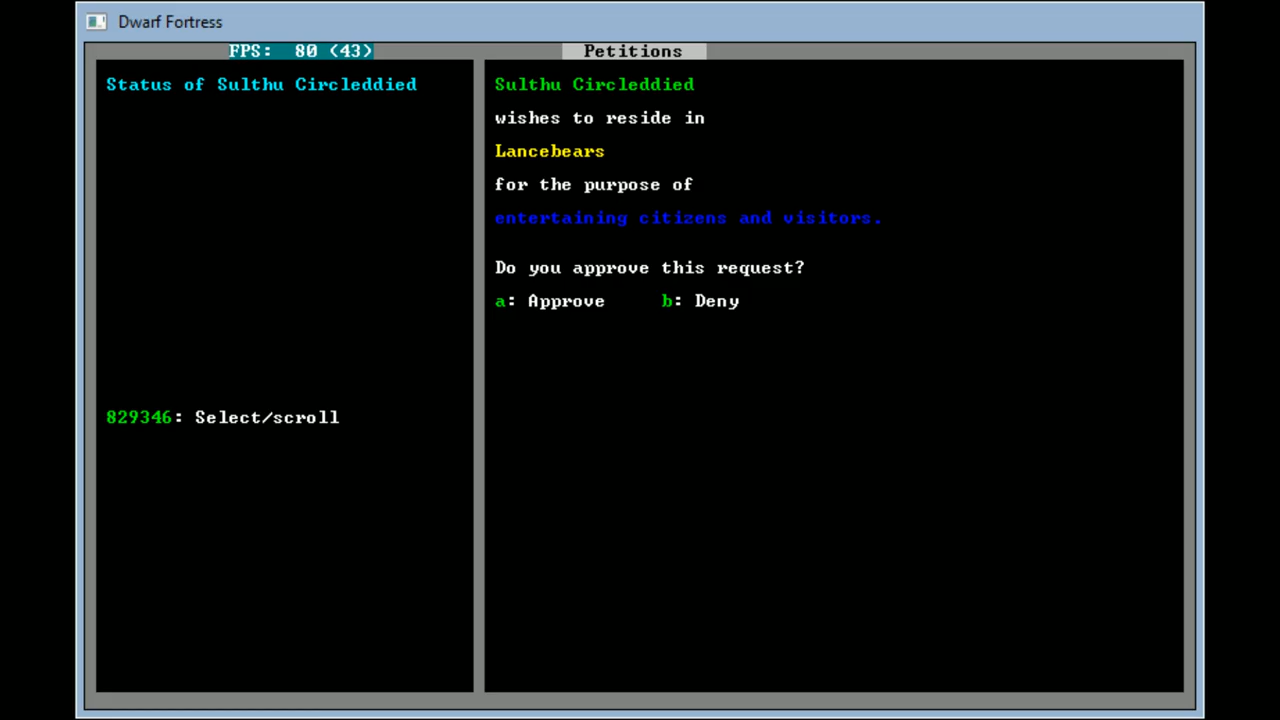 Dwarf Fortress
FPS: 80 (43)
Petitions
Status of Sulthu Circleddied
829346: Select/scroll
Sulthu Circleddied
wishes to reside in
Lancebears
for the purpose of
entertaining citizens and visitors.
Do you approve this request?
a: Approve b: Deny